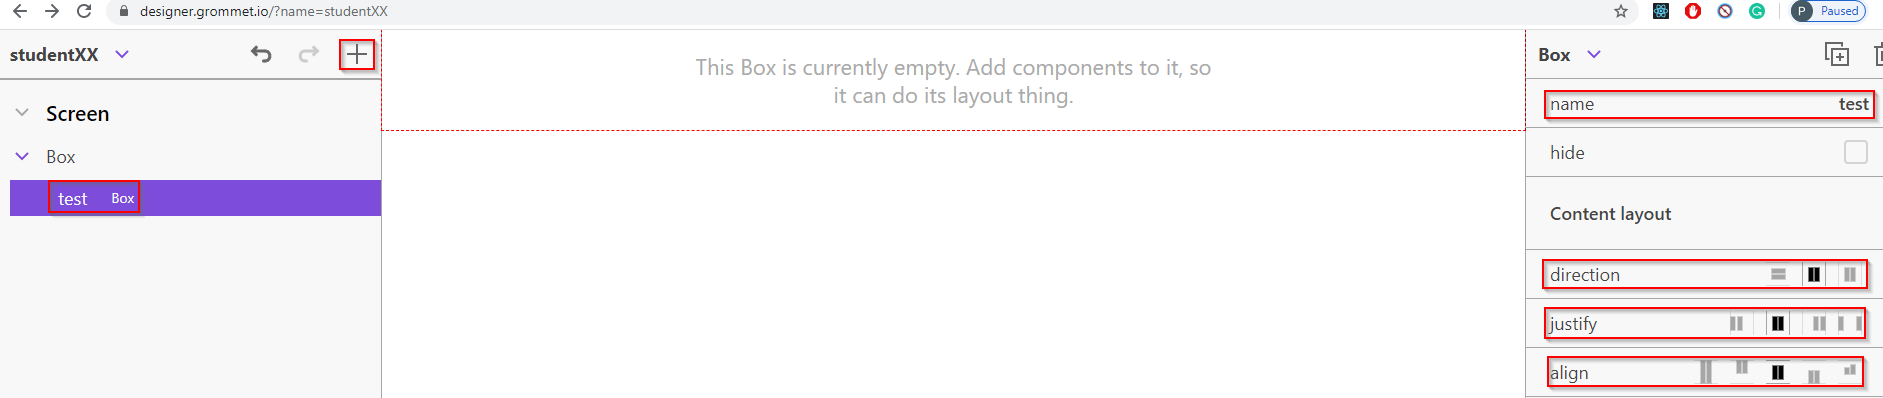 designer.grommet.io/?name=studentXX
P Paused
studentXX
Screen
Box
test Box
This Box is currently empty. Add components to it, so
it can do its layout thing.
Box
name test
hide
Content layout
direction
justify
align